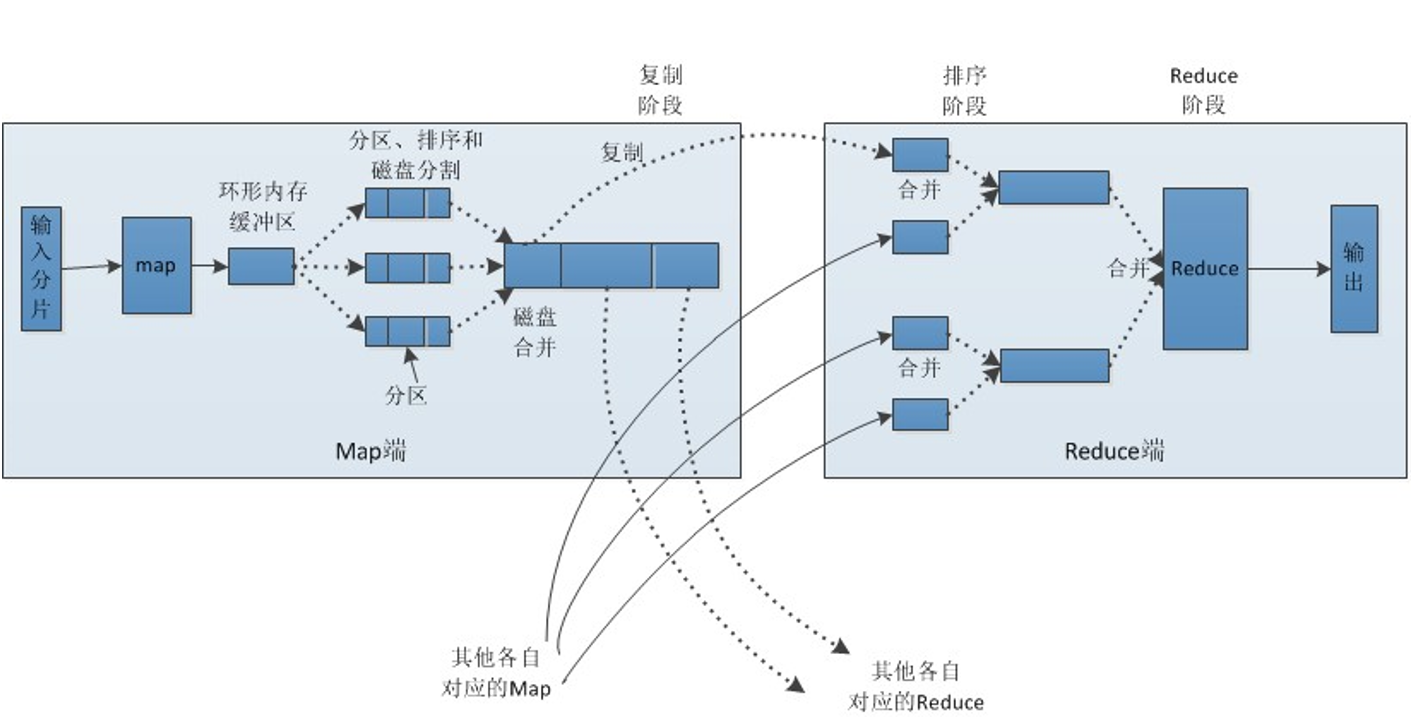 复制
阶段
排序
阶段
Reduce
阶段
分区、排序和
磁盘分割
复制
环形内存
缓冲区
输
入
分
片
map
磁盘
合并
分区
Map端
合并
合并
合并
Reduce
输
出
Reduce端
其他各自
对应的Map
其他各自
对应的Reduce